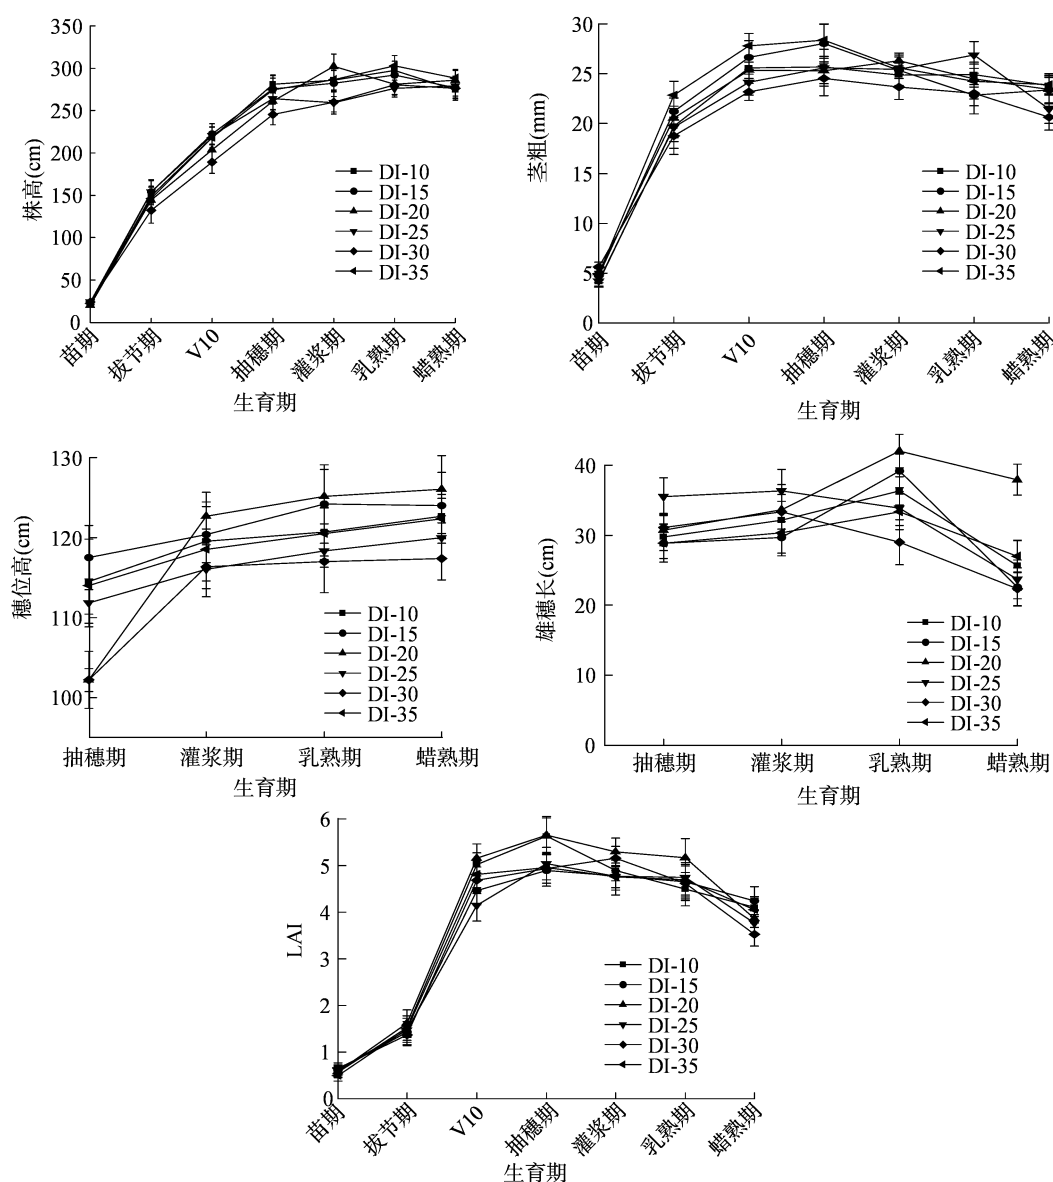 350
300
250
200
150
100
50
0
株高(cm)
DI-10
DI-15
DI-20
DI-25
DI-30
DI-35
苗期
拔节期
V10
抽穗期
灌浆期
乳熟期
蜡熟期
生育期
30
25
20
15
10
5
0
茎粗(mm)
DI-10
DI-15
DI-20
DI-25
DI-30
DI-35
苗期
拔节期
V10
抽穗期
灌浆期
乳熟期
蜡熟期
生育期
130
120
110
100
穗位高(cm)
DI-10
DI-15
DI-20
DI-25
DI-30
DI-35
抽穗期 灌浆期 乳熟期 蜡熟期
生育期
40
30
20
10
0
雄穗长(cm)
DI-10
DI-15
DI-20
DI-25
DI-30
DI-35
抽穗期 灌浆期 乳熟期 蜡熟期
生育期
6
5
4
3
2
1
0
LAI
DI-10
DI-15
DI-20
DI-25
DI-30
DI-35
苗期
拔节期
V10
抽穗期
灌浆期
乳熟期
蜡熟期
生育期